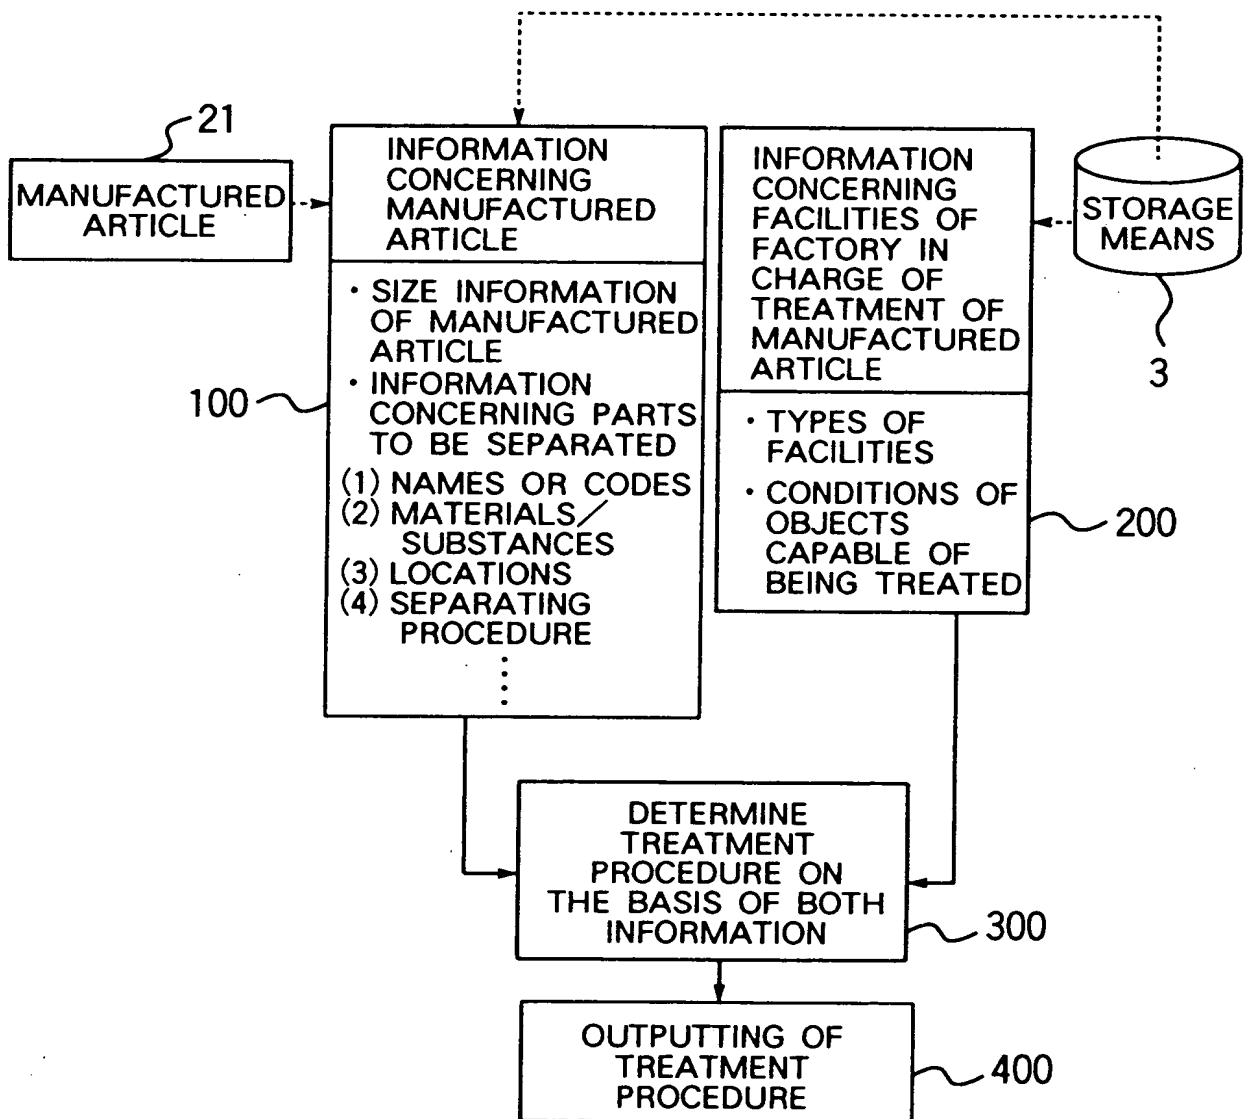 21
MANUFACTURED
ARTICLE
INFORMATION
CONCERNING
MANUFACTURED
ARTICLE
· SIZE INFORMATION
OF MANUFACTURED
ARTICLE
· INFORMATION
CONCERNING PARTS
TO BE SEPARATED
(1) NAMES OR CODES
(2) MATERIALS/
SUBSTANCES
(3) LOCATIONS
(4) SEPARATING
PROCEDURE
100
INFORMATION
CONCERNING
FACILITIES OF
FACTORY IN
CHARGE OF
TREATMENT OF
MANUFACTURED
ARTICLE
· TYPES OF
FACILITIES
· CONDITIONS OF
OBJECTS
CAPABLE OF
BEING TREATED
200
STORAGE
MEANS
3
DETERMINE
TREATMENT
PROCEDURE ON
THE BASIS OF BOTH
INFORMATION
300
OUTPUTTING OF
TREATMENT
PROCEDURE
400